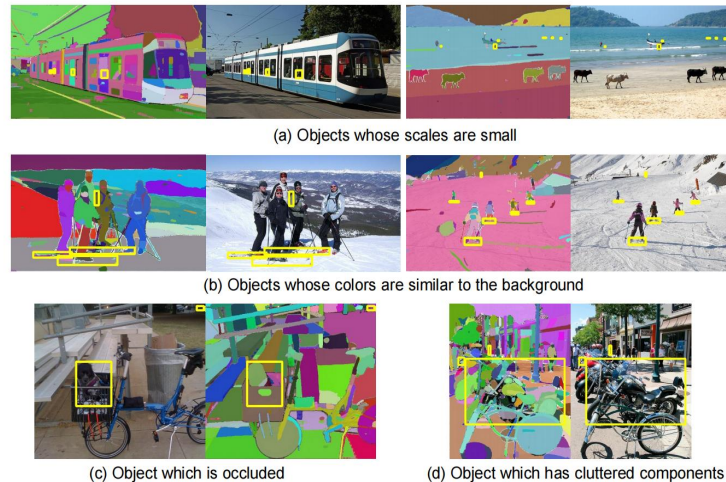 (a) Objects whose scales are small
(b) Objects whose colors are similar to the background
(c) Object which is occluded
(d) Object which has cluttered components